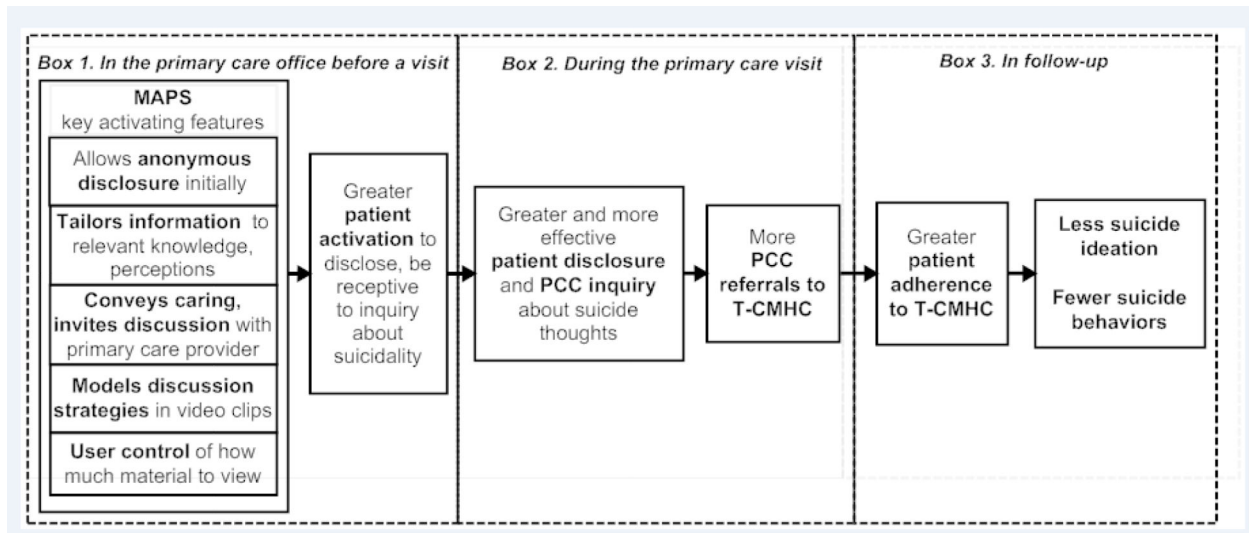 Box 1. In the primary care office before a visit
MAPS
key activating features
Allows anonymous
disclosure initially
Tailors information to
relevant knowledge,
perceptions
Conveys caring,
invites discussion with
primary care provider
Models discussion
strategies in video clips
User control of how
much material to view
Greater
patient
activation to
disclose, be
receptive
to inquiry
about
suicidality
Box 2. During the primary care visit
Greater and more
effective
patient disclosure
and PCC inquiry
about suicide
thoughts
More
PCC
referrals to
T-CMHC
Box 3. In follow-up
Greater
patient
adherence
to T-CMHC
Less suicide
ideation
Fewer suicide
behaviors